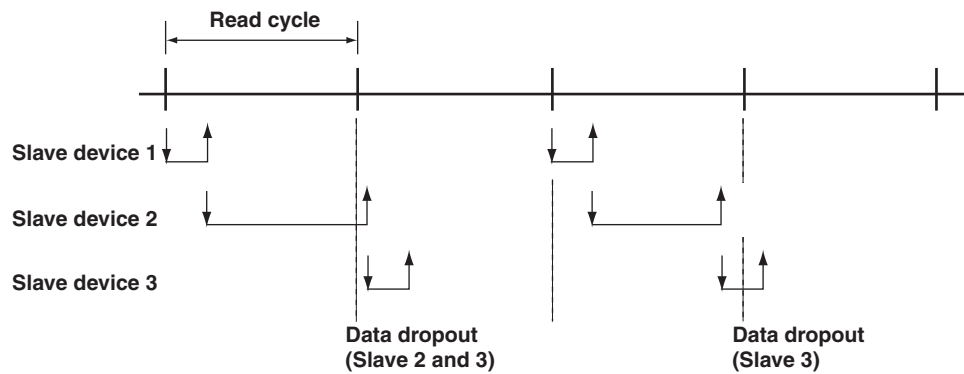 Read cycle
Slave device 1
Slave device 2
Slave device 3
Data dropout
(Slave 2 and 3)
Data dropout
(Slave 3)